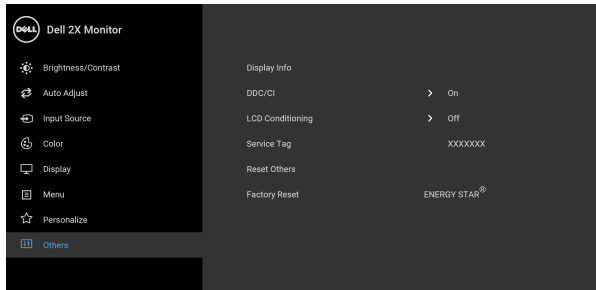 DELL
Dell 2X Monitor
Brightness/Contrast
Auto Adjust
Input Source
Color
Display
Menu
Personalize
Others
Display Info
DDC/CI > On
LCD Conditioning > Off
Service Tag XXXXXXX
Reset Others
Factory Reset ENERGY STAR®